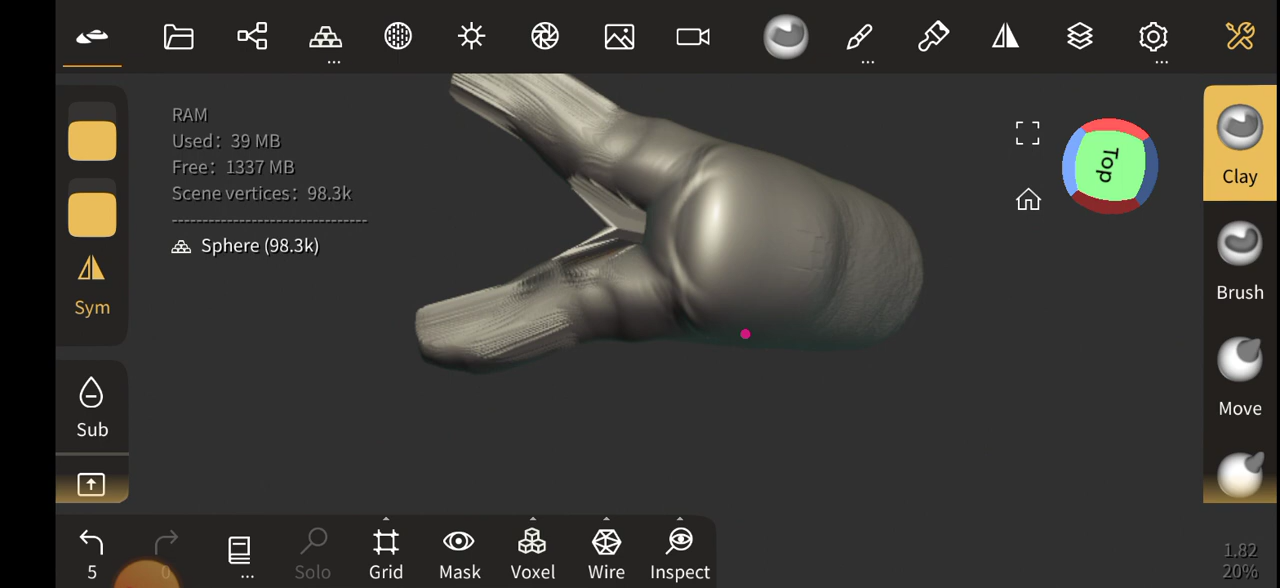 RAM
Used: 39 MB
Free: 1337 MB
Scene vertices: 98.3k
--------------------------------
Sphere (98.3k)
Top
Sym
Sub
Clay
Brush
Move
5
0
...
Solo
Grid
Mask
Voxel
Wire
Inspect
1.82
20%